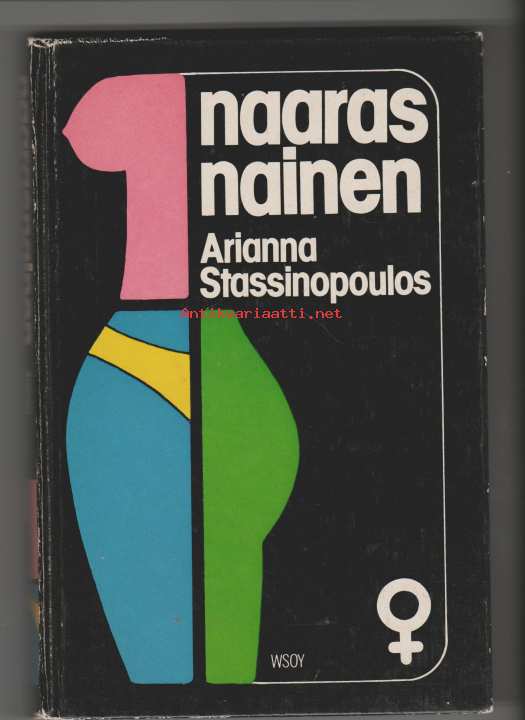 naaras
nainen
Arianna
Stassinopoulos
Antikvariaatti.net
WSOY